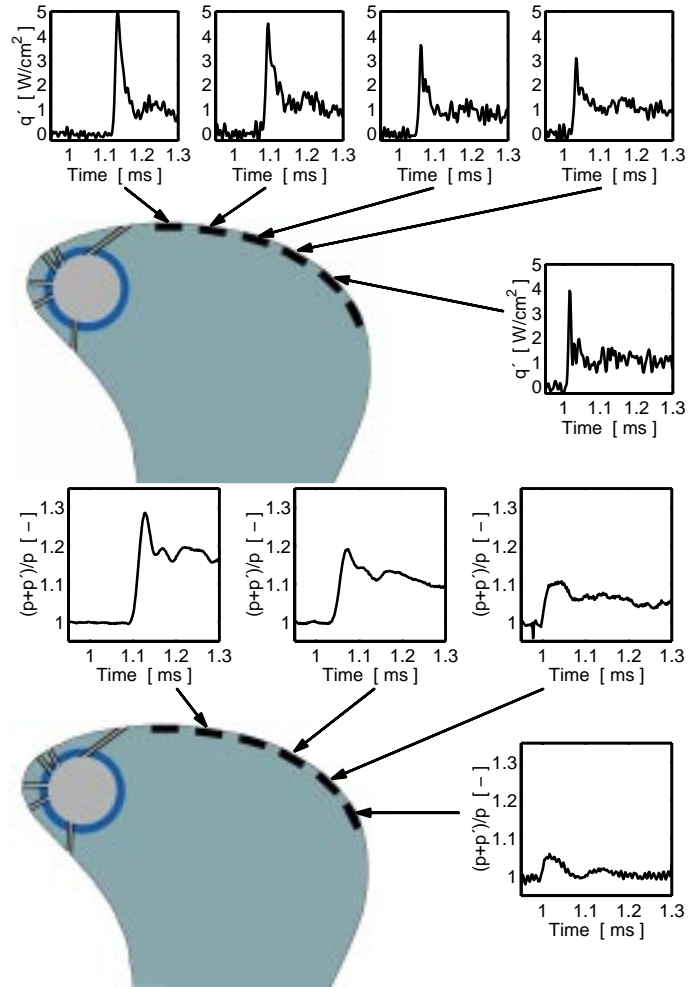 5 5 5 5
4 4 4 4
3 3 3 3
2 2 2 2
1 1 1 1
0 0 0 0
q´ [ W/cm²]
1 1.1 1.2 1.3 1 1.1 1.2 1.3 1 1.1 1.2 1.3 1 1.1 1.2 1.3
Time [ ms ] Time [ ms ] Time [ ms ] Time [ ms ]
5
4
3
2
1
0
q´ [ W/cm²]
1 1.1 1.2 1.3
Time [ ms ]
1.3 1.3 1.3
1.2 1.2 1.2
1.1 1.1 1.1
1 1 1
(p+p´)/p [ − ] (p+p´)/p [ − ] (p+p´)/p [ − ]
1 1.1 1.2 1.3 1 1.1 1.2 1.3 1 1.1 1.2 1.3
Time [ ms ] Time [ ms ] Time [ ms ]
1.3
1.2
1.1
1
(p+p´)/p [ − ]
1 1.1 1.2 1.3
Time [ ms ]